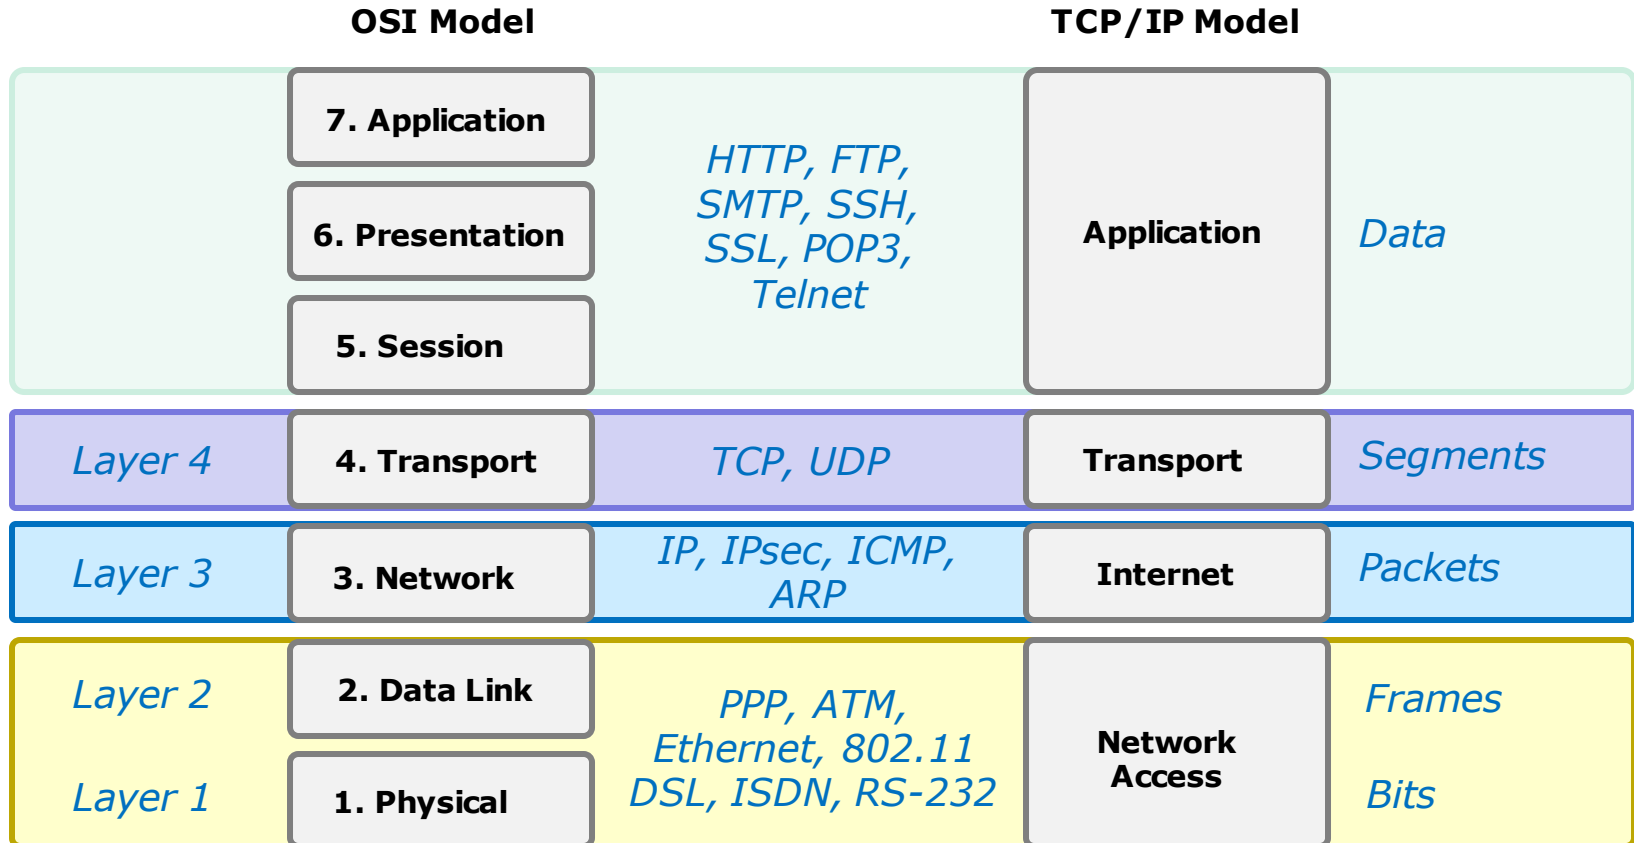 OSI Model
TCP/IP Model
7. Application
6. Presentation
5. Session
HTTP, FTP,
SMTP, SSH,
SSL, POP3,
Telnet
Application
Data
Layer 4
4. Transport
TCP, UDP
Transport
Segments
Layer 3
3. Network
IP, IPsec, ICMP,
ARP
Internet
Packets
Layer 2
2. Data Link
Layer 1
1. Physical
PPP, ATM,
Ethernet, 802.11
DSL, ISDN, RS-232
Network
Access
Frames
Bits